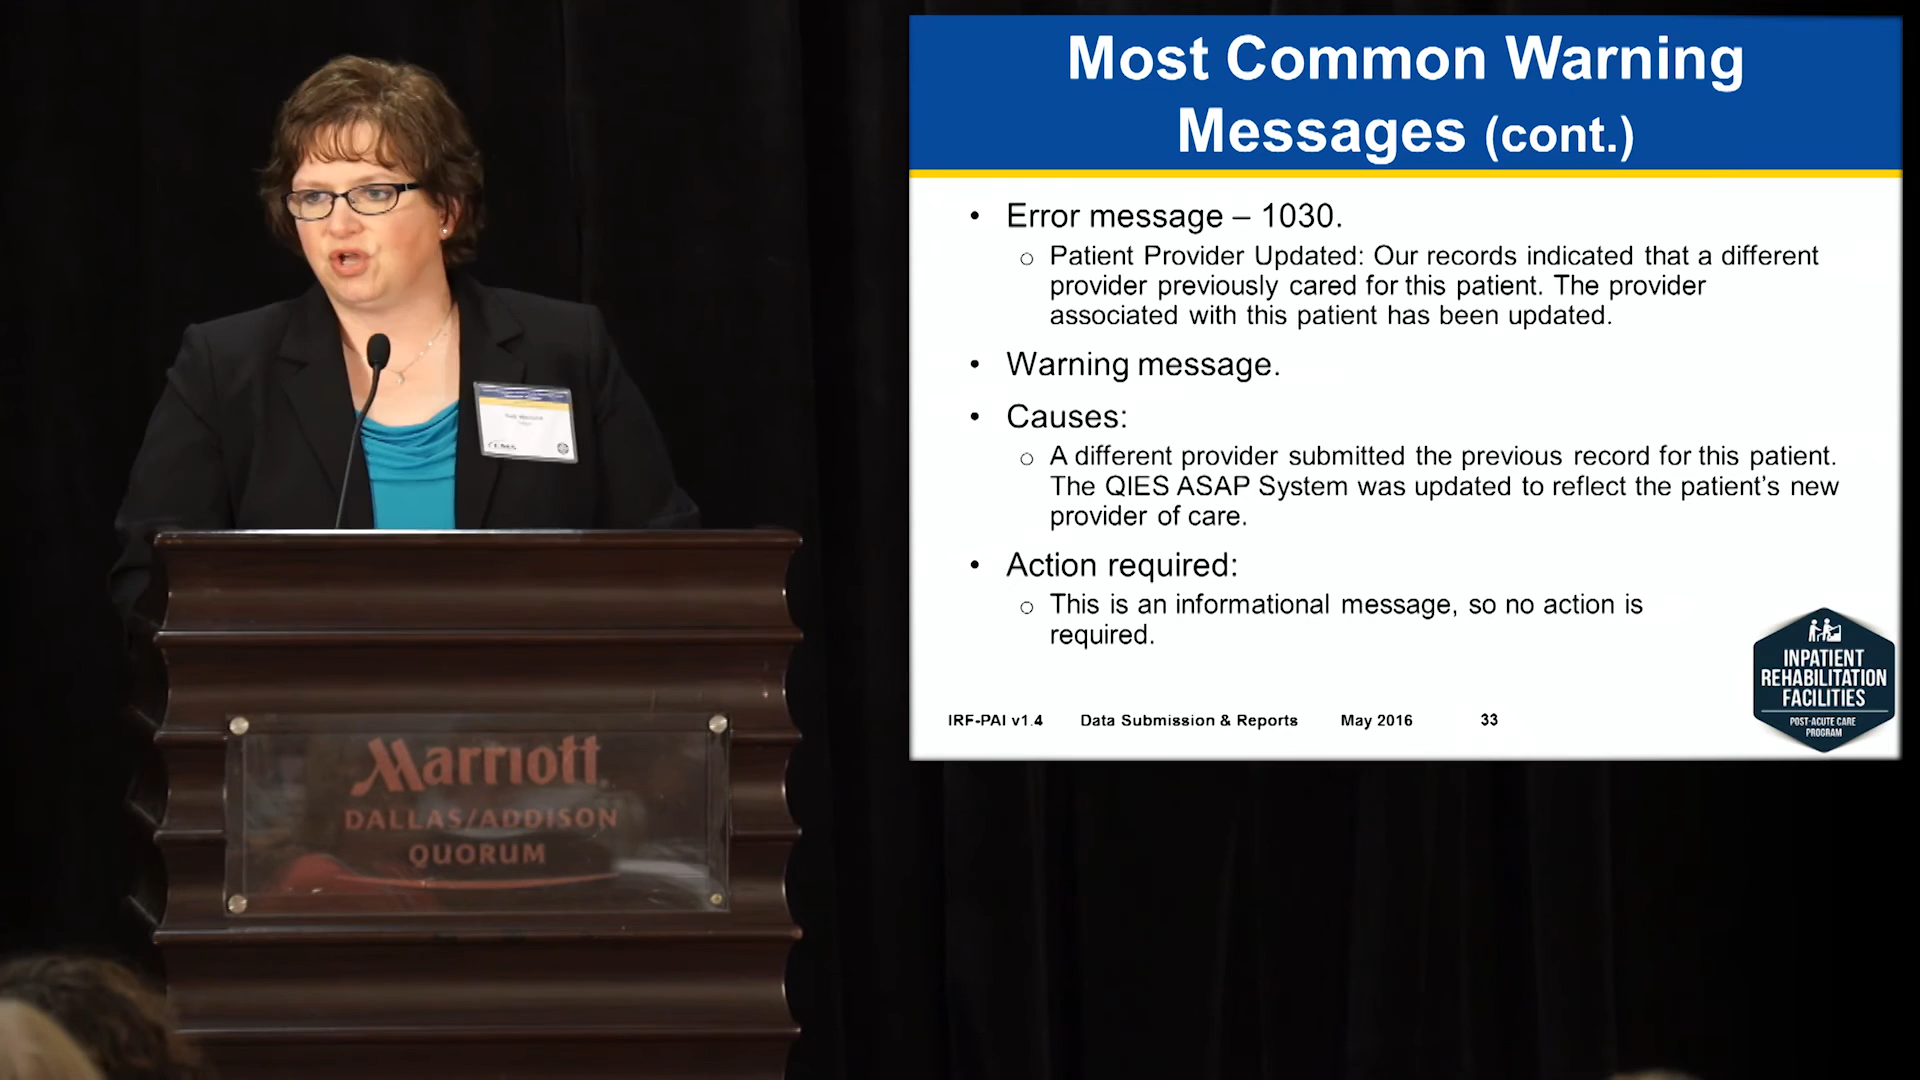 Most Common Warning
Messages (cont.)
• Error message – 1030.
o Patient Provider Updated: Our records indicated that a different
provider previously cared for this patient. The provider
associated with this patient has been updated.
• Warning message.
• Causes:
o A different provider submitted the previous record for this patient.
The QIES ASAP System was updated to reflect the patient's new
provider of care.
• Action required:
o This is an informational message, so no action is
required.
IRF-PAI v1.4 Data Submission & Reports May 2016 33
INPATIENT
REHABILITATION
FACILITIES
POST-ACUTE CARE
PROGRAM
Marriott
DALLAS/ADDISON
QUORUM
CMS